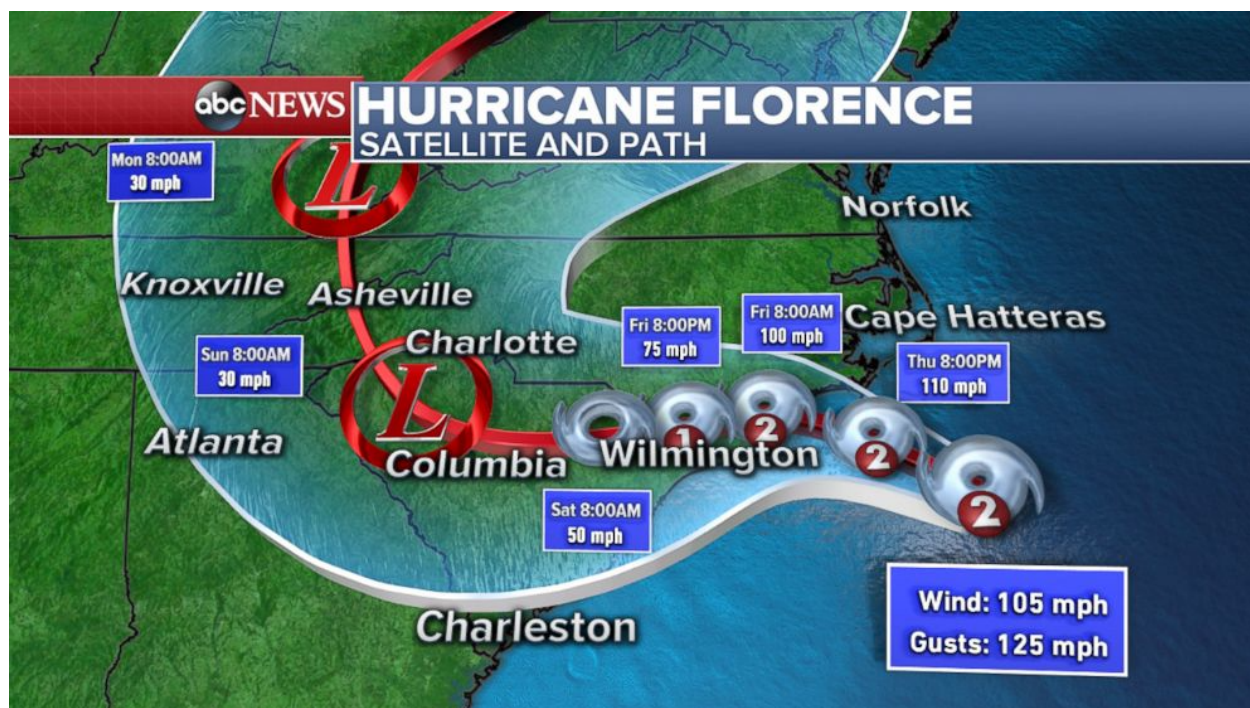 abc NEWS
HURRICANE FLORENCE
SATELLITE AND PATH
Mon 8:00AM
30 mph
L
Norfolk
Knoxville
Asheville
Charlotte
Fri 8:00PM
75 mph
Fri 8:00AM
100 mph
Cape Hatteras
Sun 8:00AM
30 mph
Thu 8:00PM
110 mph
L
Atlanta
Columbia
Wilmington
1
2
2
2
Sat 8:00AM
50 mph
Charleston
Wind: 105 mph
Gusts: 125 mph